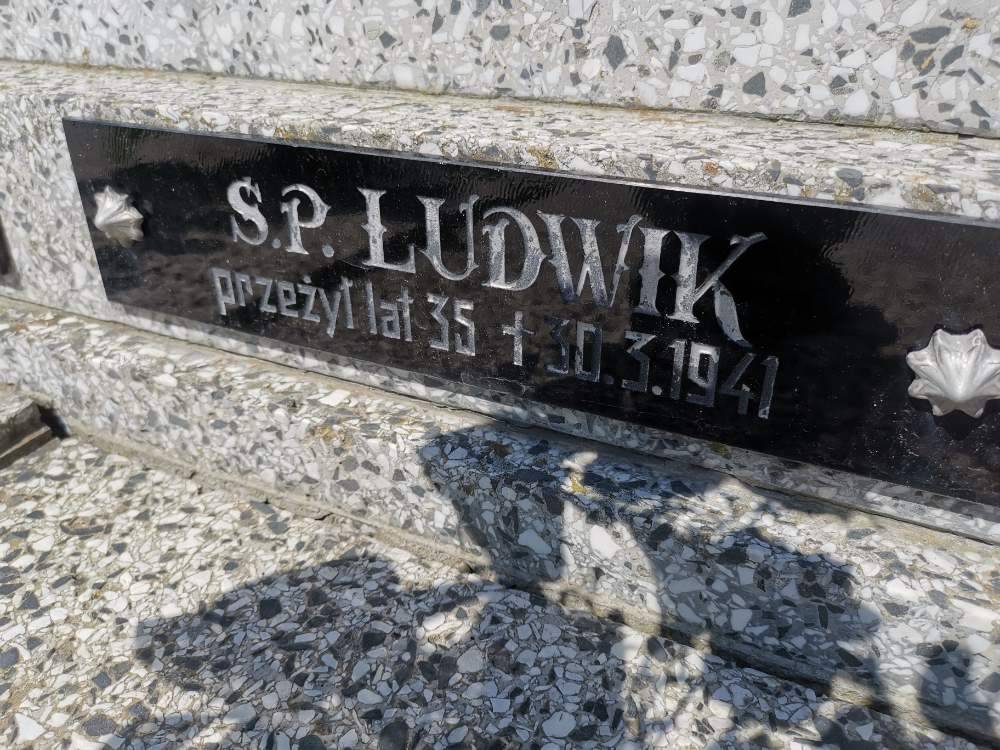 S.P. LUDWIK
przeżył lat 35 + 30.3.1941